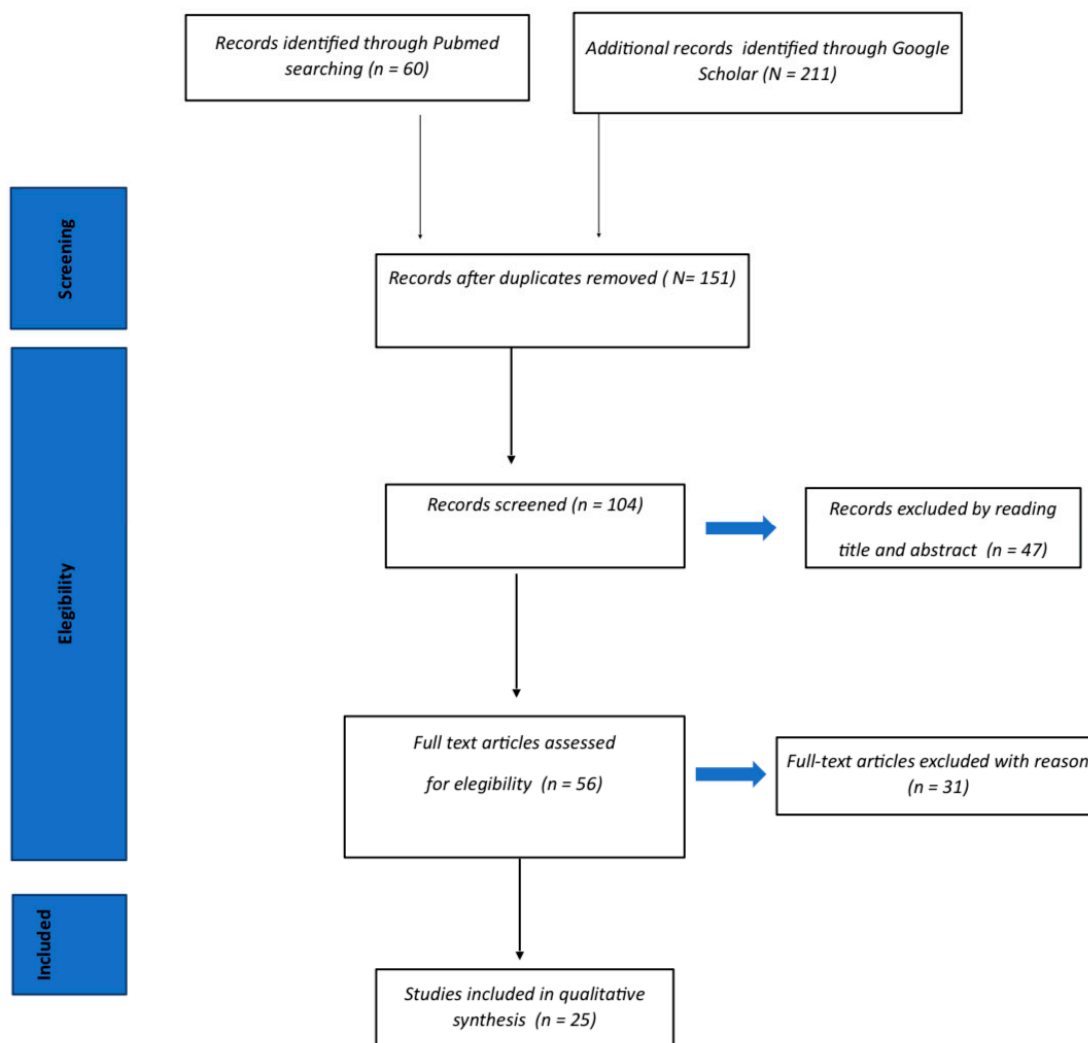 Records identified through Pubmed
searching (n = 60)
Additional records  identified through Google
Scholar (N = 211)
Screening
Records after duplicates removed ( N= 151)
Elegibility
Records screened (n = 104)
Records excluded by reading
title and abstract  (n = 47)
Full text articles assessed
for elegibility  (n = 56)
Full-text articles excluded with reason
(n = 31)
Included
Studies included in qualitative
synthesis (n = 25)